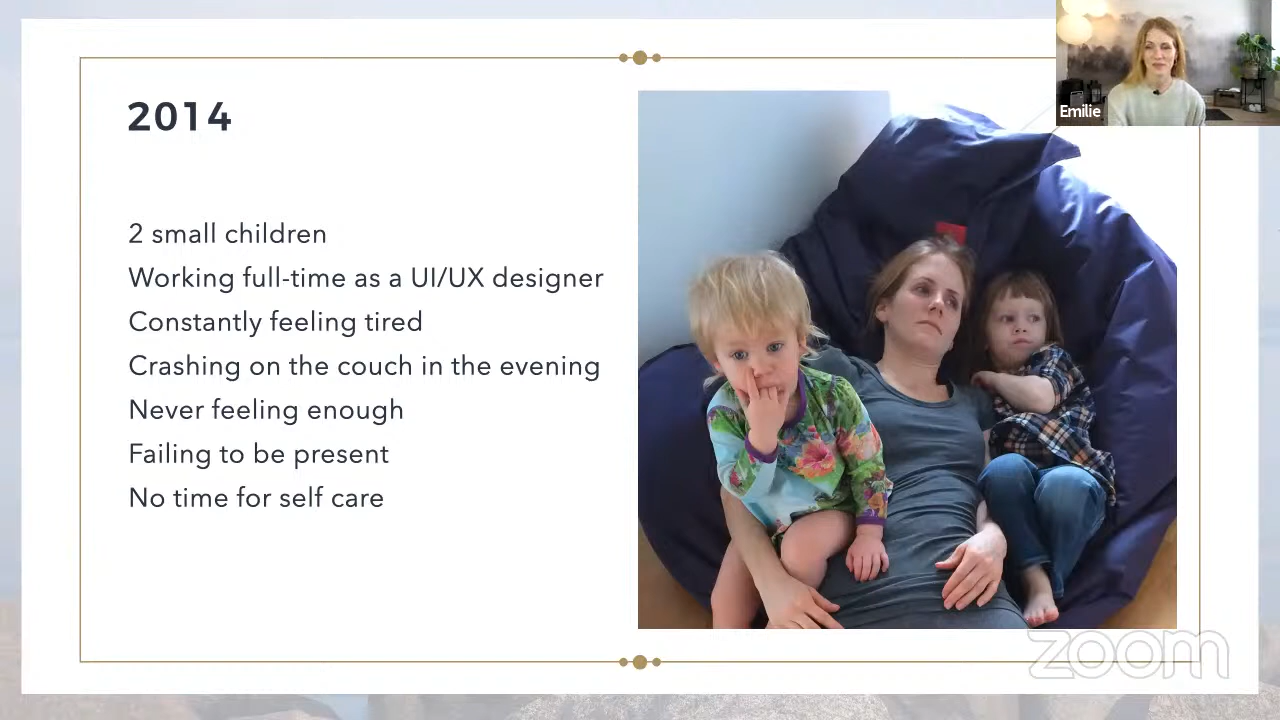 2014
2 small children
Working full-time as a UI/UX designer
Constantly feeling tired
Crashing on the couch in the evening
Never feeling enough
Failing to be present
No time for self care
Emilie
zoom